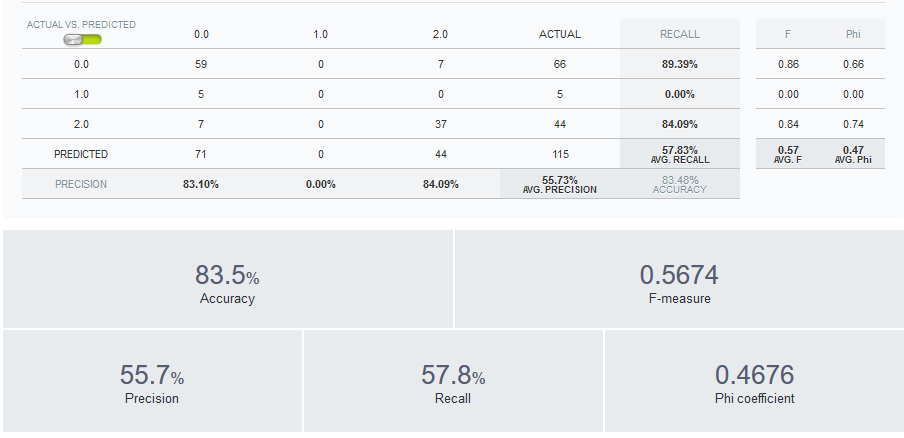 ACTUAL VS. PREDICTED 0.0 1.0 2.0 ACTUAL RECALL F Phi
0.0 59 0 7 66 89.39% 0.86 0.66
1.0 5 0 0 5 0.00% 0.00 0.00
2.0 7 0 37 44 84.09% 0.84 0.74
PREDICTED 71 0 44 115 57.83% AVG. RECALL 0.57 AVG. F 0.47 AVG. Phi
PRECISION 83.10% 0.00% 84.09% 55.73% AVG. PRECISION 83.48% ACCURACY
83.5% 0.5674
Accuracy F-measure
55.7% 57.8% 0.4676
Precision Recall Phi coefficient